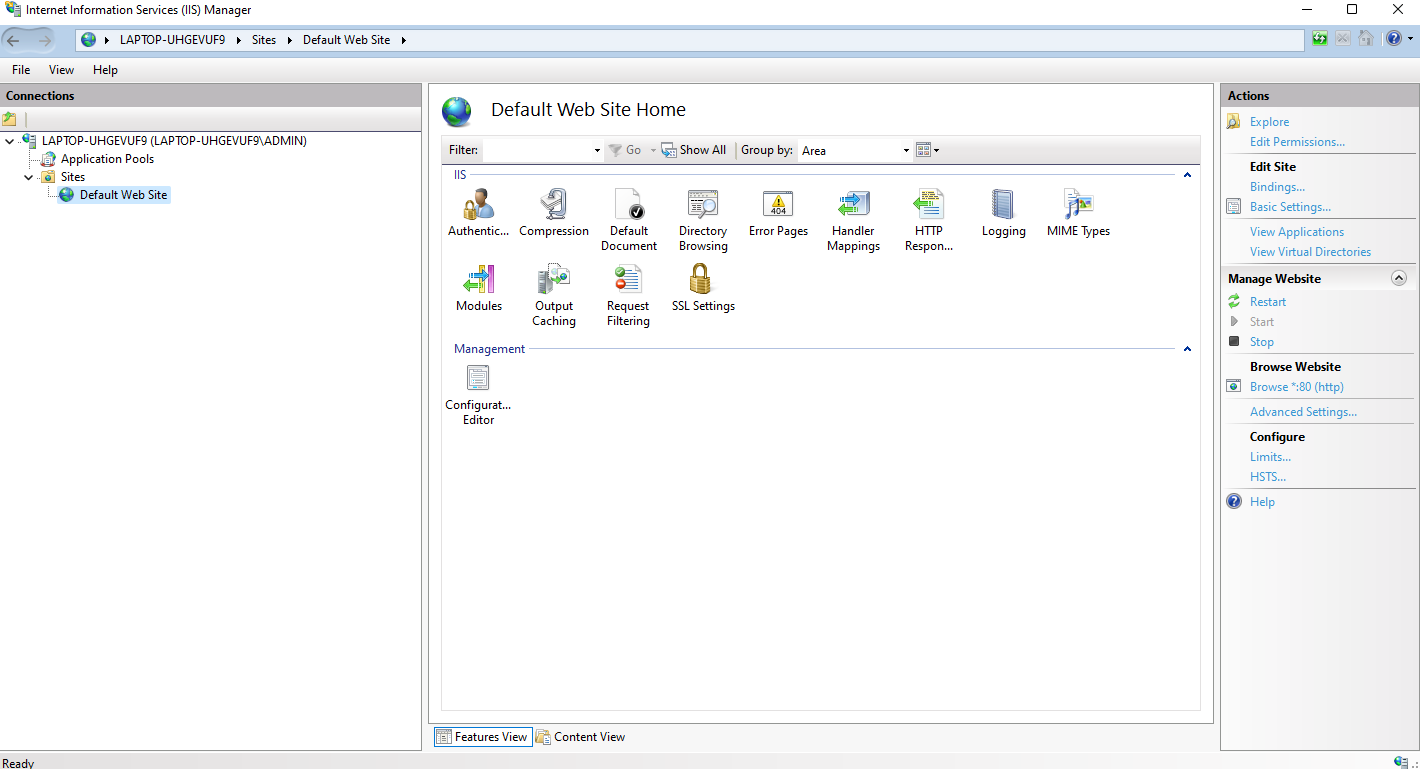 Internet Information Services (IIS) Manager
LAPTOP-UHGEVUF9 Sites Default Web Site
File View Help
Connections
LAPTOP-UHGEVUF9 (LAPTOP-UHGEVUF9\ADMIN)
Application Pools
Sites
Default Web Site
Default Web Site Home
Filter: Go Show All Group by: Area
IIS
Authentic...
Compression
Default
Document
Directory
Browsing
Error Pages
404
Handler
Mappings
HTTP
Respon...
Logging
MIME Types
Modules
Output
Caching
Request
Filtering
SSL Settings
Management
Configurat...
Editor
Features View
Content View
Actions
Explore
Edit Permissions...
Edit Site
Bindings...
Basic Settings...
View Applications
View Virtual Directories
Manage Website
Restart
Start
Stop
Browse Website
Browse *:80 (http)
Advanced Settings...
Configure
Limits...
HSTS...
Help
Ready